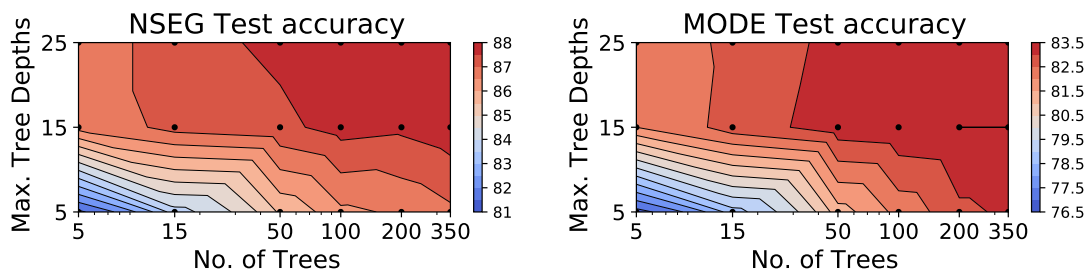 NSEG Test accuracy
Max. Tree Depths
25
15
5
5 15 50 100 200 350
No. of Trees
88
87
86
85
84
83
82
81
MODE Test accuracy
Max. Tree Depths
25
15
5
5 15 50 100 200 350
No. of Trees
83.5
82.5
81.5
80.5
79.5
78.5
77.5
76.5